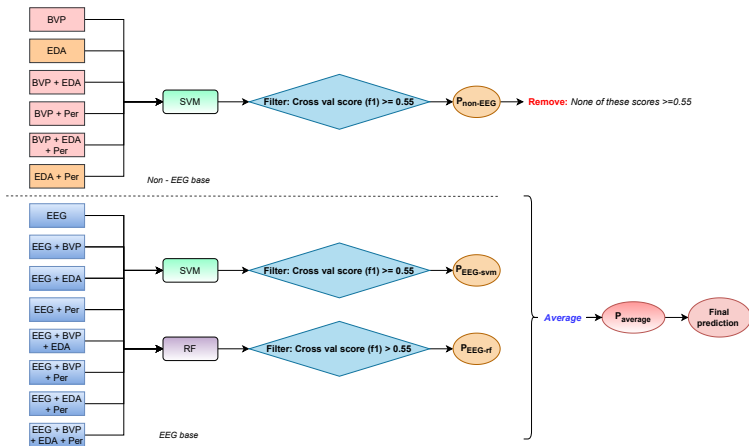 BVP
EDA
BVP + EDA
BVP + Per
BVP + EDA
+ Per
EDA + Per
SVM
Filter: Cross val score (f1) >= 0.55
Pnon-EEG
Remove: None of these scores >=0.55
Non - EEG base
EEG
EEG + BVP
EEG + EDA
EEG + Per
EEG + BVP
+ EDA
EEG + BVP
+ Per
EEG + EDA
+ Per
EEG + BVP
+ EDA + Per
SVM
Filter: Cross val score (f1) >= 0.55
PEEG-svm
RF
Filter: Cross val score (f1) > 0.55
PEEG-rf
EEG base
Average
Paverage
Final
prediction